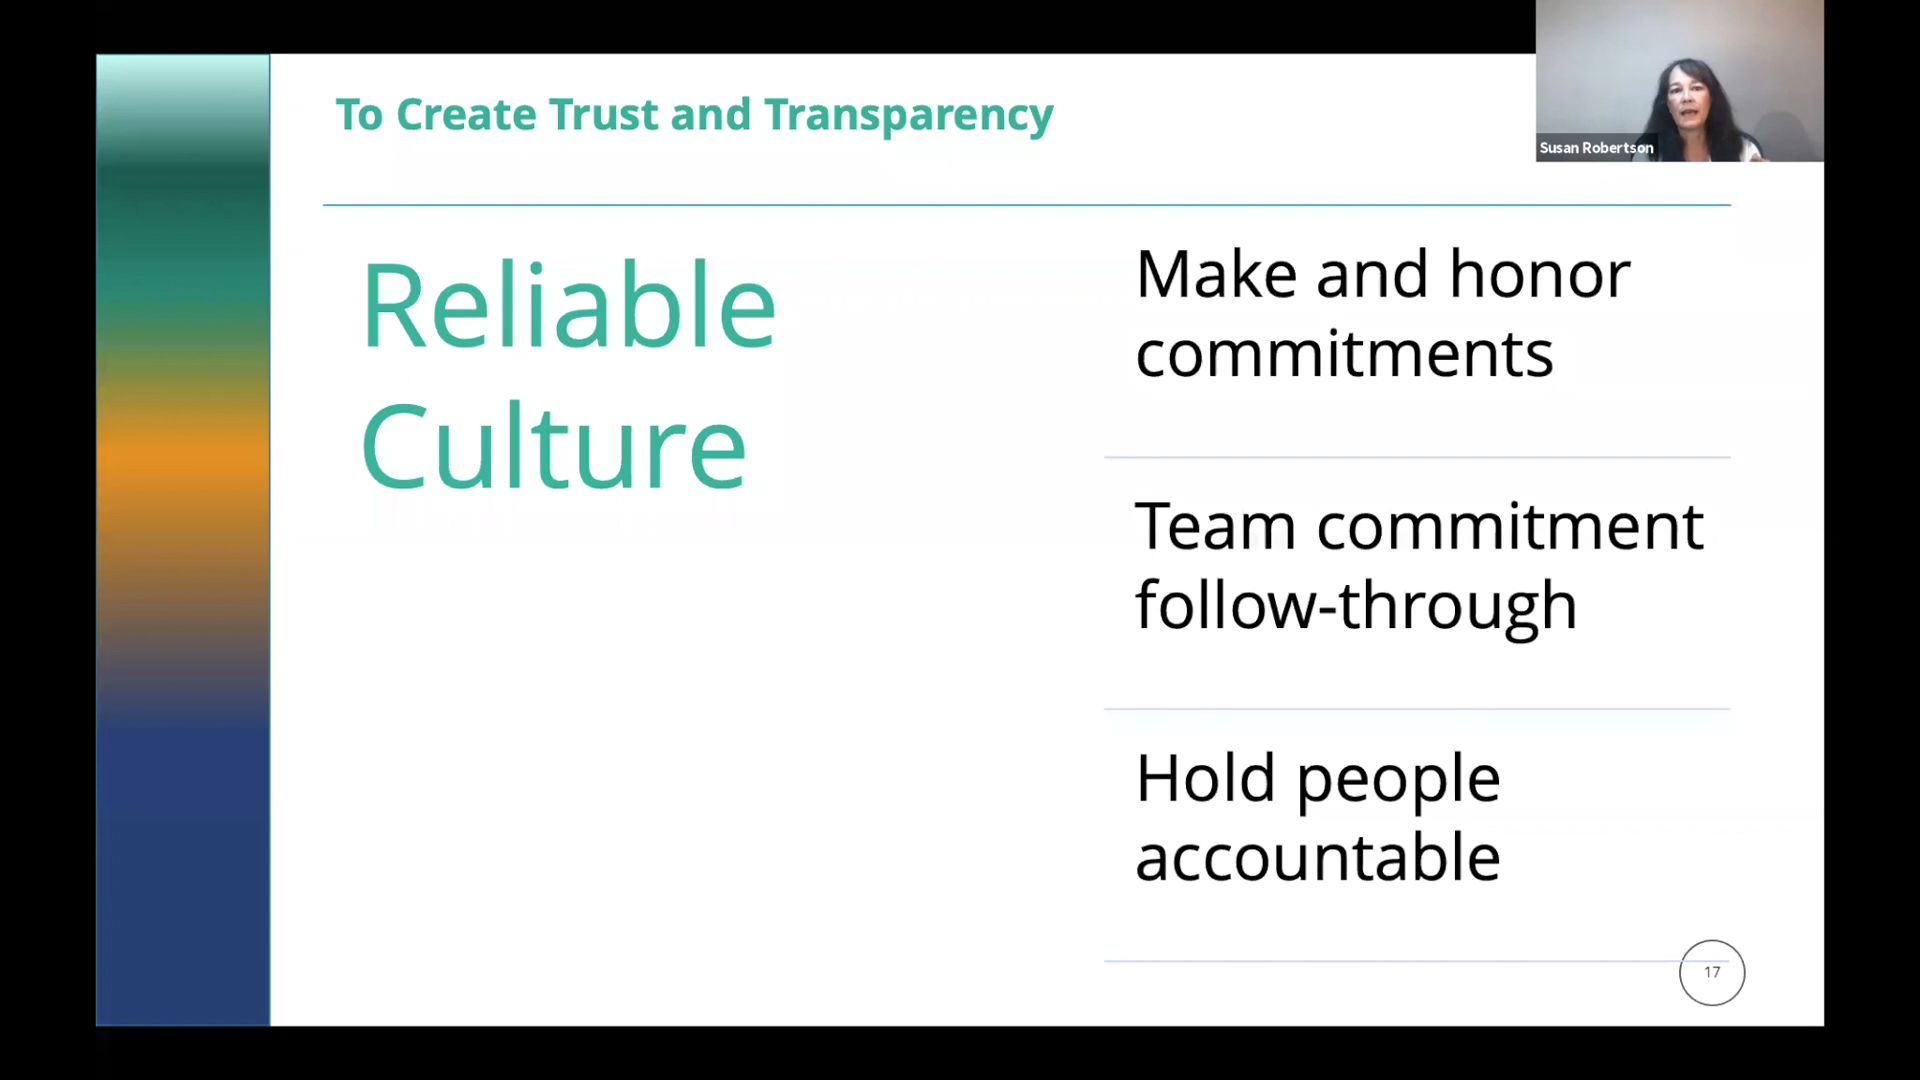 To Create Trust and Transparency
Susan Robertson
Reliable
Culture
Make and honor
commitments
Team commitment
follow-through
Hold people
accountable
17